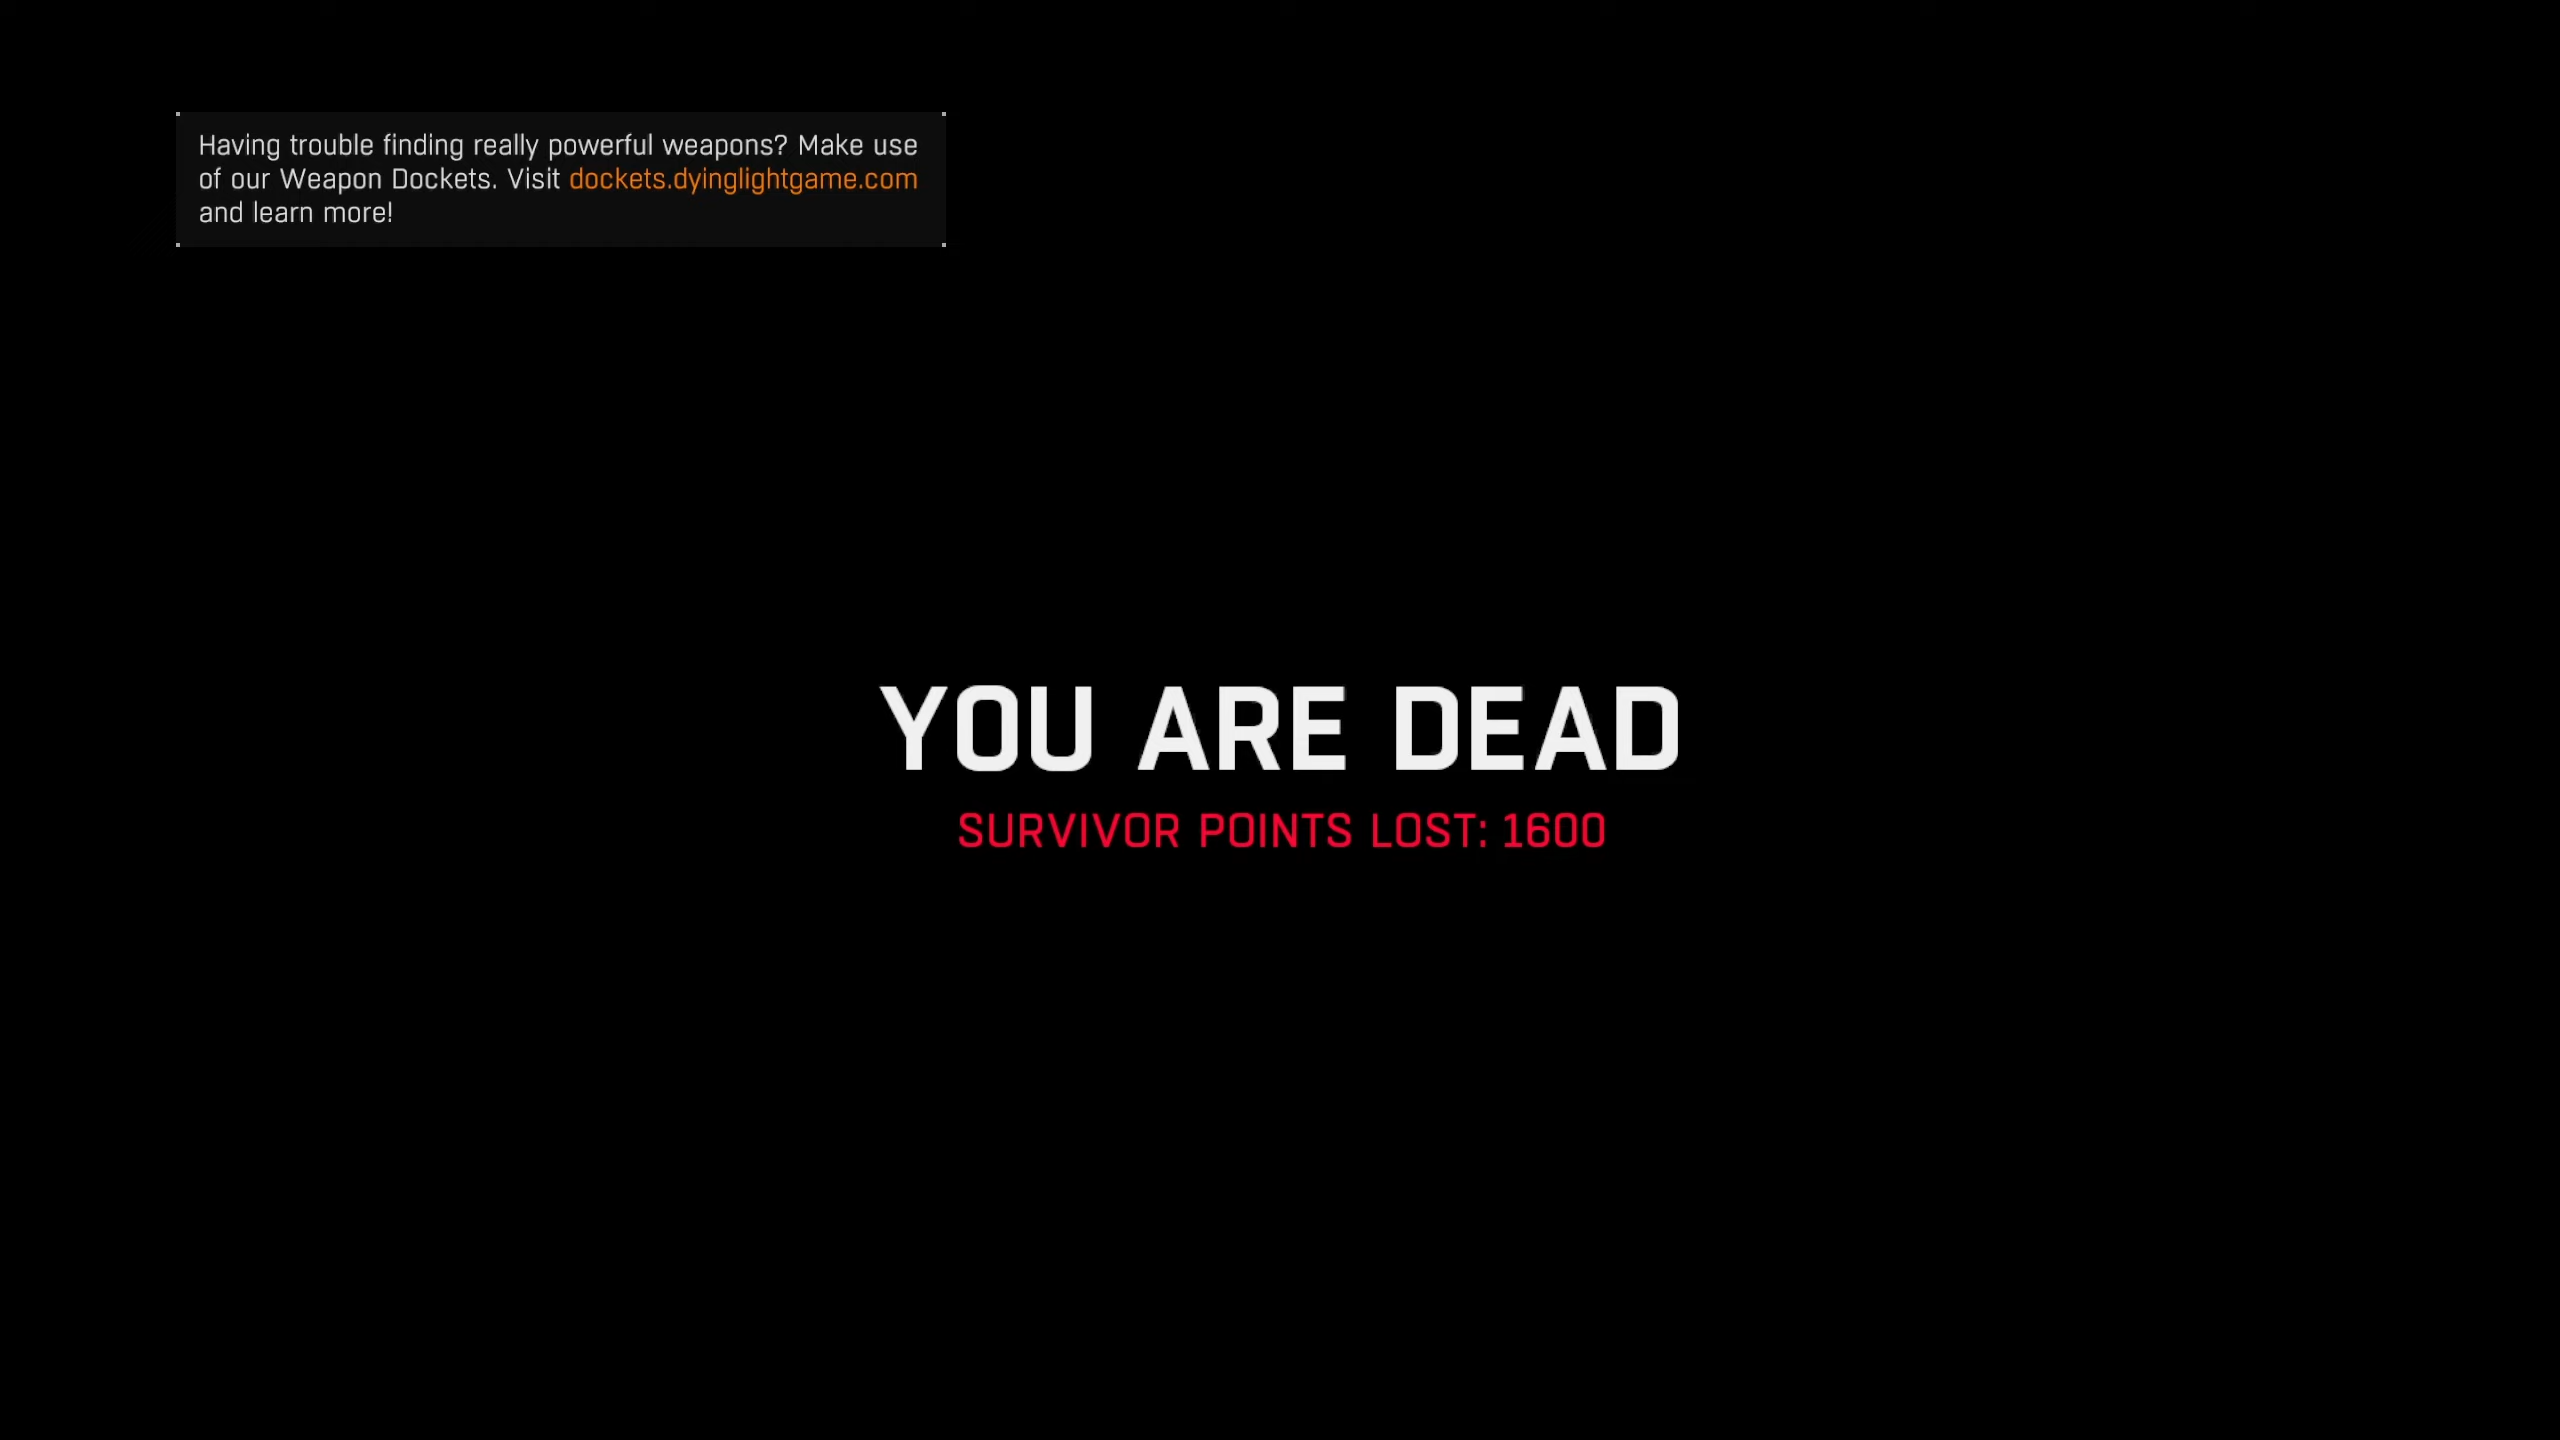 Having trouble finding really powerful weapons? Make use
of our Weapon Dockets. Visit dockets.dyinglightgame.com
and learn more!
YOU ARE DEAD
SURVIVOR POINTS LOST: 1600